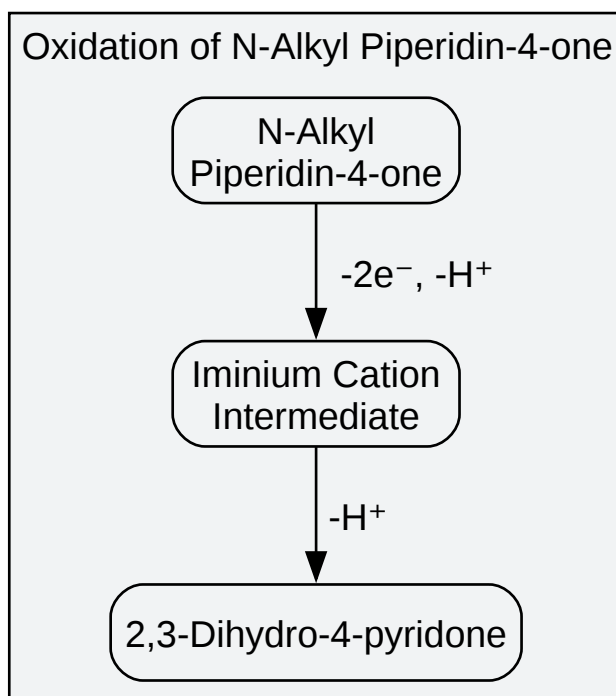 Oxidation of N-Alkyl Piperidin-4-one
N-Alkyl
Piperidin-4-one
-2e⁻, -H⁺
Iminium Cation
Intermediate
-H⁺
2,3-Dihydro-4-pyridone